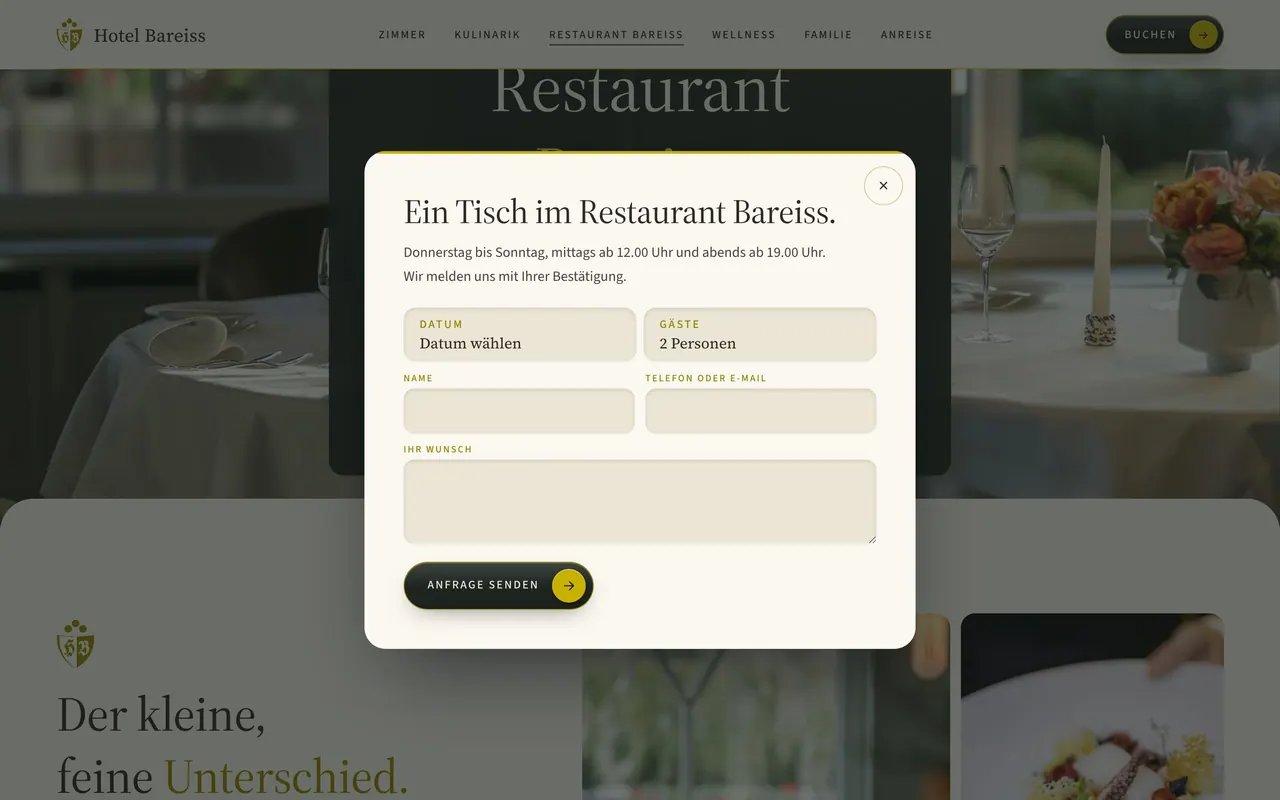 Hotel Bareiss
ZIMMER
KULINARIK
RESTAURANT BAREISS
WELLNESS
FAMILIE
ANREISE
BUCHEN
Restaurant
Ein Tisch im Restaurant Bareiss.
Donnerstag bis Sonntag, mittags ab 12.00 Uhr und abends ab 19.00 Uhr.
Wir melden uns mit Ihrer Bestätigung.
DATUM
Datum wählen
GÄSTE
2 Personen
NAME
TELEFON ODER E-MAIL
IHR WUNSCH
ANFRAGE SENDEN
HB
Der kleine,
feine Unterschied.